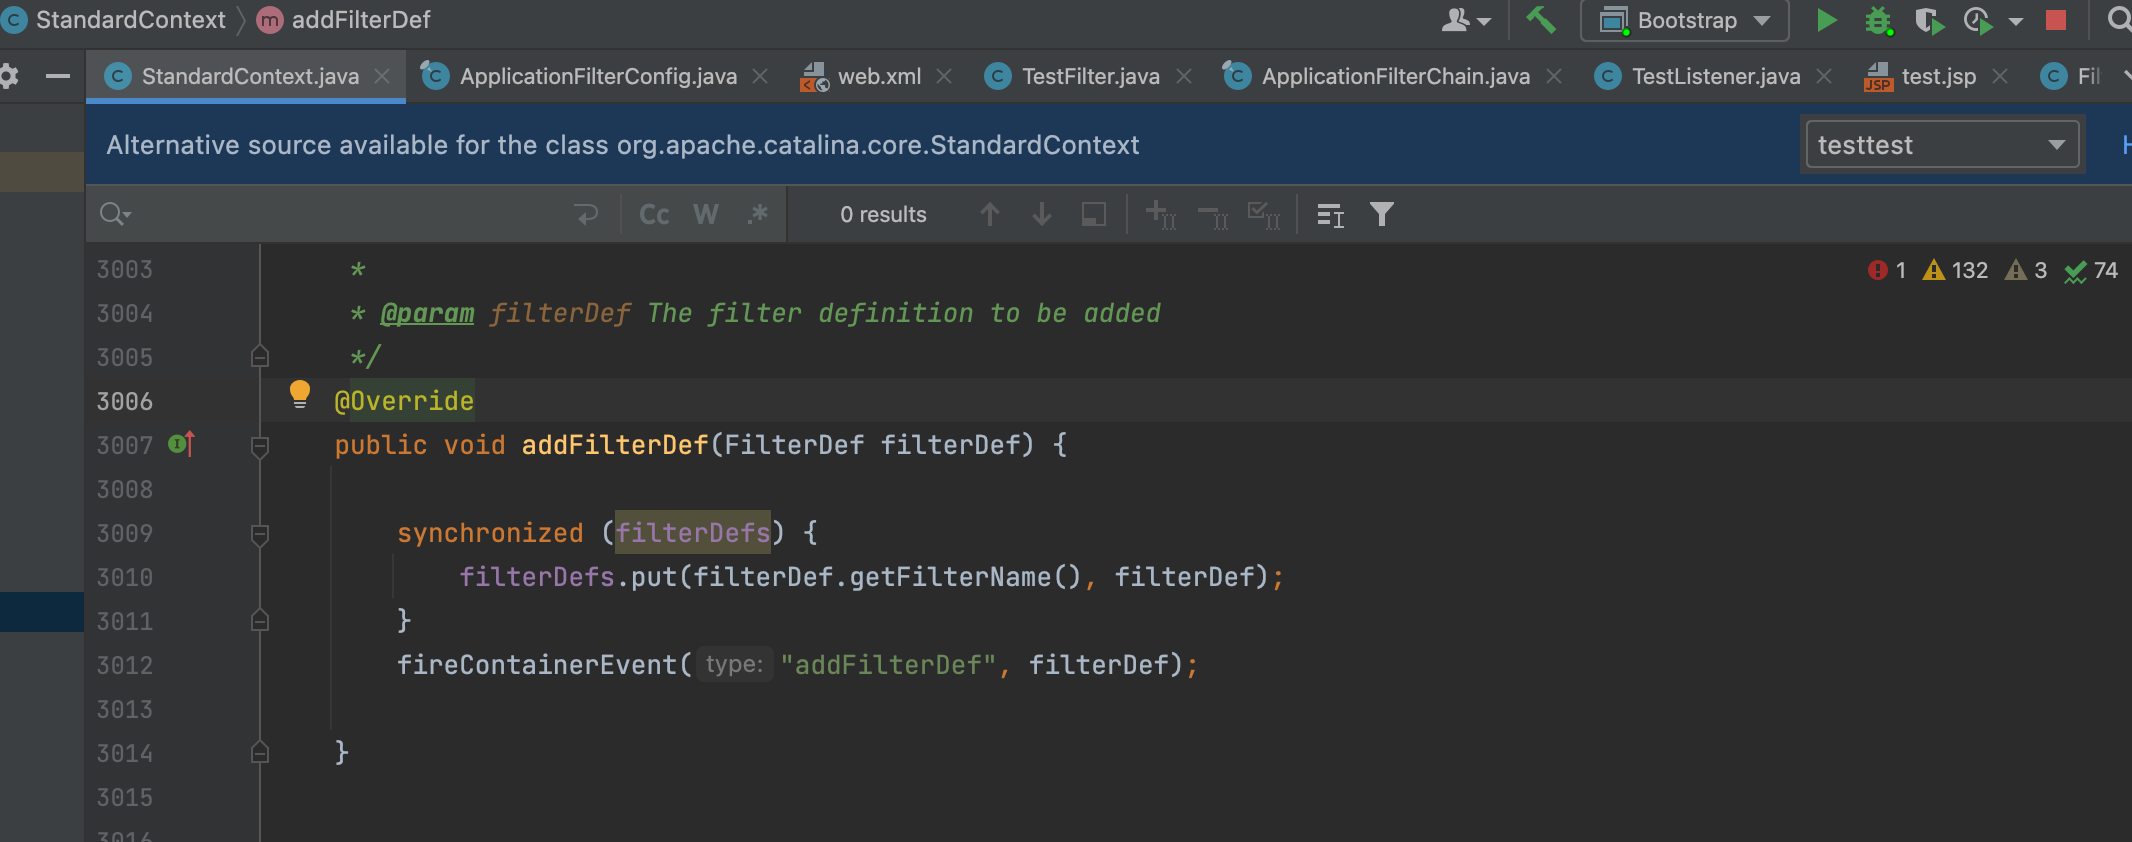 StandardContext addFilterDef Bootstrap
StandardContext.java ApplicationFilterConfig.java web.xml TestFilter.java ApplicationFilterChain.java TestListener.java test.jsp Fil
Alternative source available for the class org.apache.catalina.core.StandardContext testtest
Cc W .* 0 results
1 132 3 74
3003 *
3004 * @param filterDef The filter definition to be added
3005 */
3006 @Override
3007 public void addFilterDef(FilterDef filterDef) {
3008
3009 synchronized (filterDefs) {
3010 filterDefs.put(filterDef.getFilterName(), filterDef);
3011 }
3012 fireContainerEvent( type: "addFilterDef", filterDef);
3013
3014 }
3015
3016